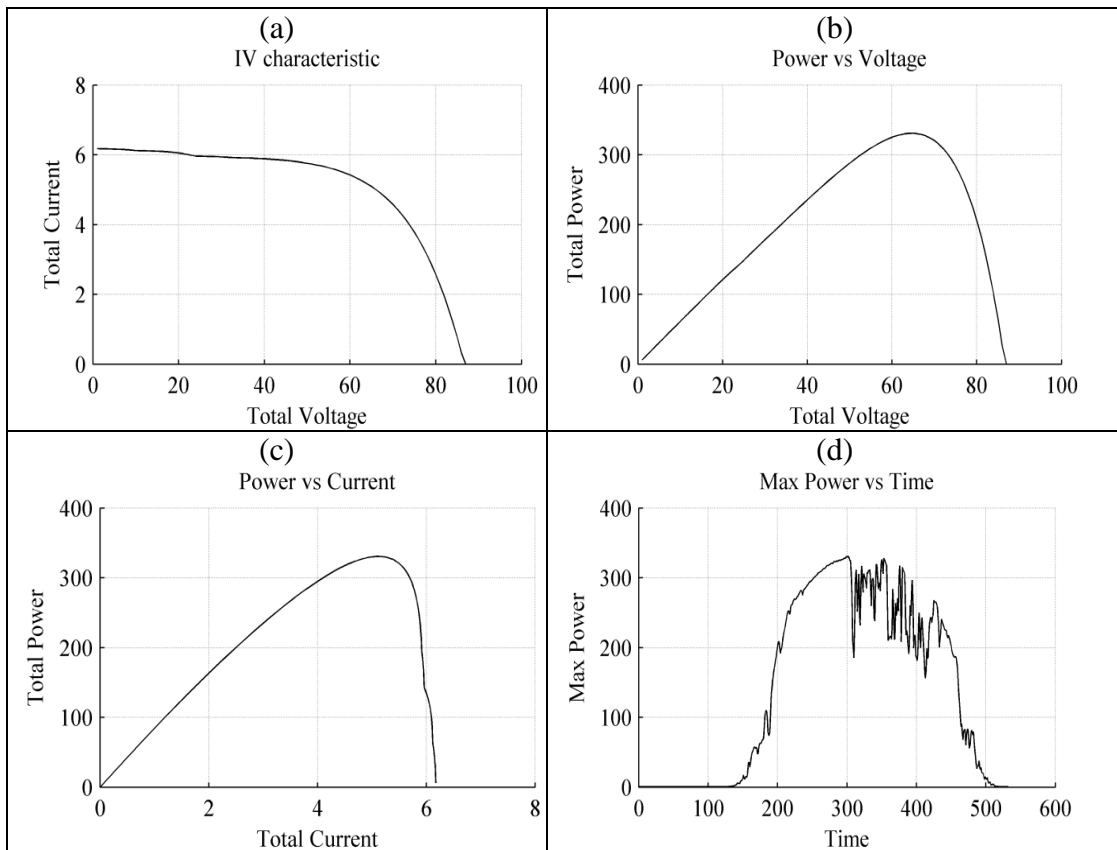 (a)
IV characteristic
8
6
4
2
0
Total Current
0 20 40 60 80 100
Total Voltage
(b)
Power vs Voltage
400
300
200
100
0
Total Power
0 20 40 60 80 100
Total Voltage
(c)
Power vs Current
400
300
200
100
0
Total Power
0 2 4 6 8
Total Current
(d)
Max Power vs Time
400
300
200
100
0
Max Power
0 100 200 300 400 500 600
Time